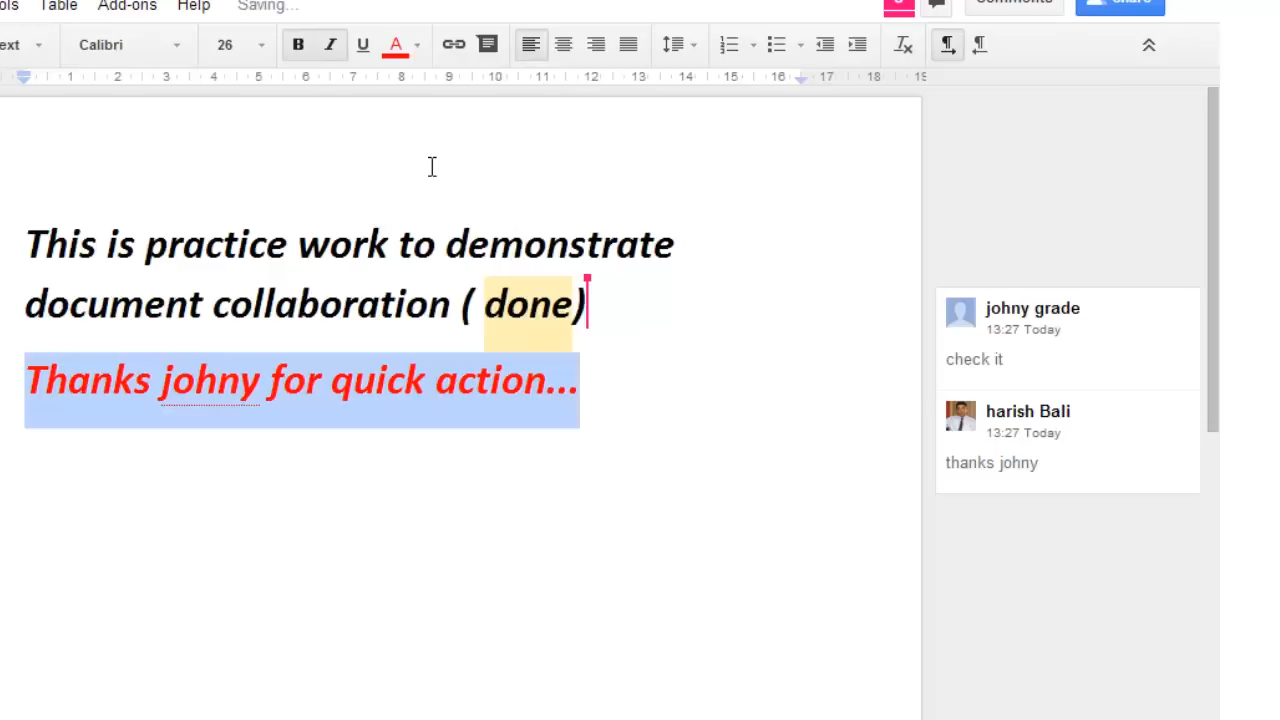 Table Add-ons Help Saving...
Comments Share
Calibri 26 B I U A
1 2 3 4 5 6 7 8 9 10 11 12 13 14 15 16 17 18
This is practice work to demonstrate
document collaboration ( done)
Thanks johny for quick action...
johny grade
13:27 Today
check it
harish Bali
13:27 Today
thanks johny